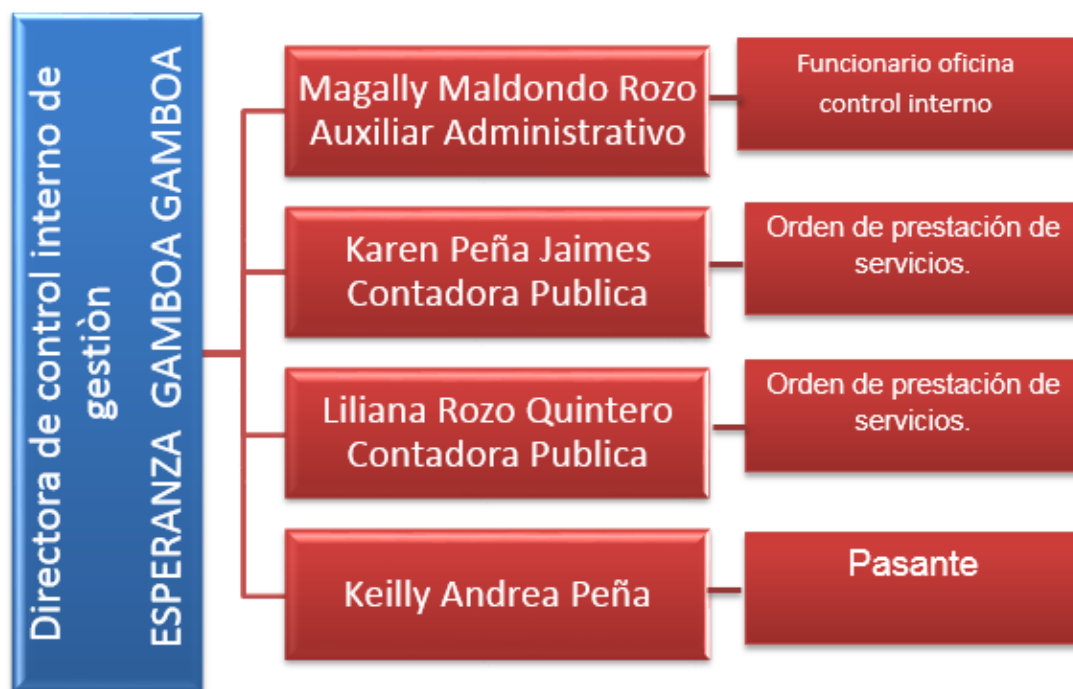 Directora de control interno de
gestiòn
ESPERANZA GAMBOA GAMBOA
Magally Maldondo Rozo
Auxiliar Administrativo
Funcionario oficina
control interno
Karen Peña Jaimes
Contadora Publica
Orden de prestación de
servicios.
Liliana Rozo Quintero
Contadora Publica
Orden de prestación de
servicios.
Keilly Andrea Peña
Pasante